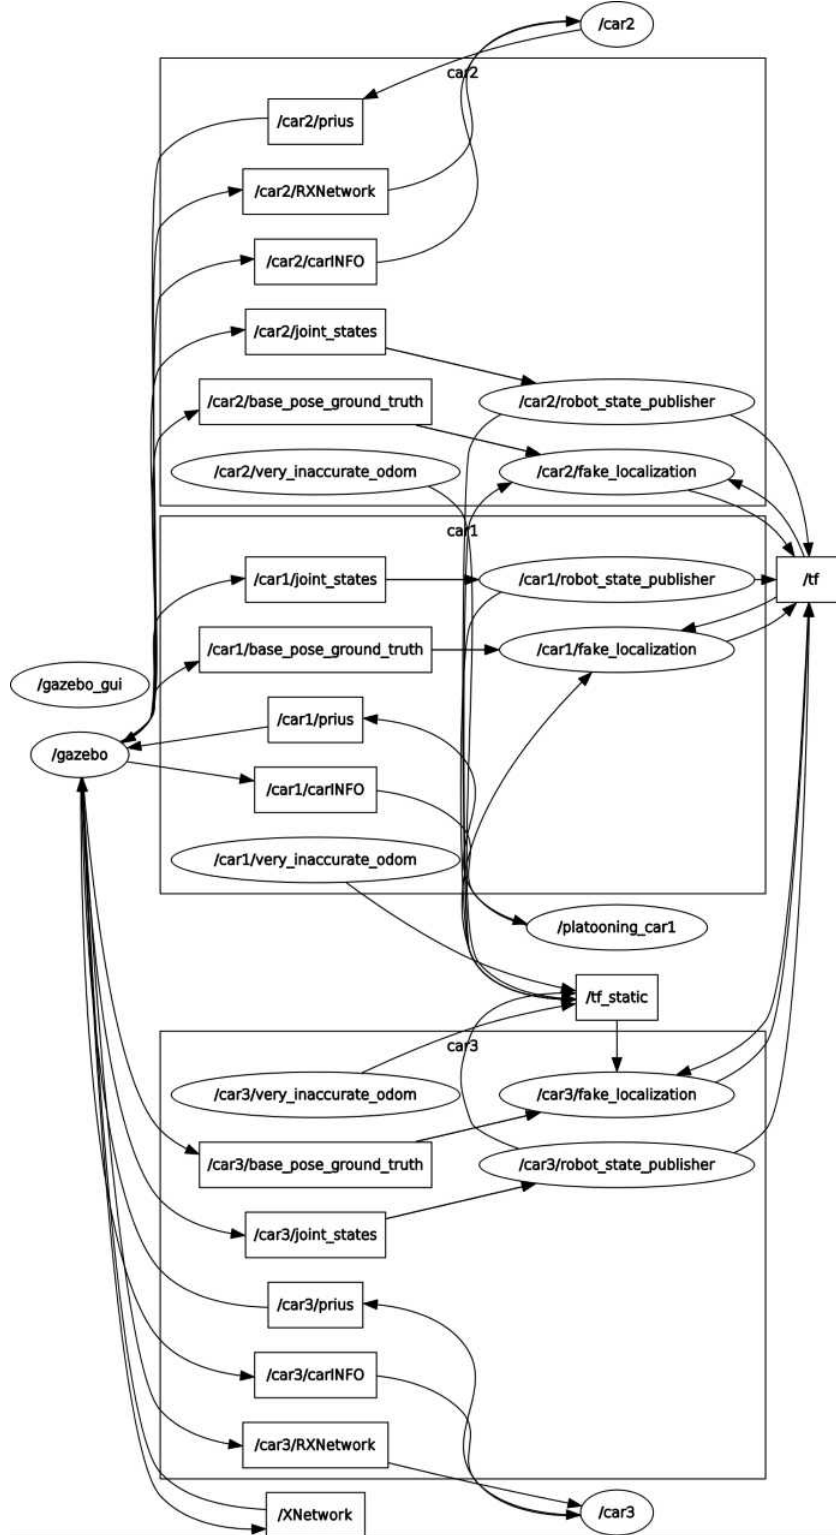 /car2
car2
/car2/prius
/car2/RXNetwork
/car2/carINFO
/car2/joint_states
/car2/base_pose_ground_truth
/car2/robot_state_publisher
/car2/very_inaccurate_odom
/car2/fake_localization
car1
/car1/joint_states
/car1/robot_state_publisher
/tf
/car1/base_pose_ground_truth
/car1/fake_localization
/gazebo_gui
/car1/prius
/gazebo
/car1/carINFO
/car1/very_inaccurate_odom
/platooning_car1
/tf_static
car3
/car3/very_inaccurate_odom
/car3/fake_localization
/car3/base_pose_ground_truth
/car3/robot_state_publisher
/car3/joint_states
/car3/prius
/car3/carINFO
/car3/RXNetwork
/XNetwork
/car3